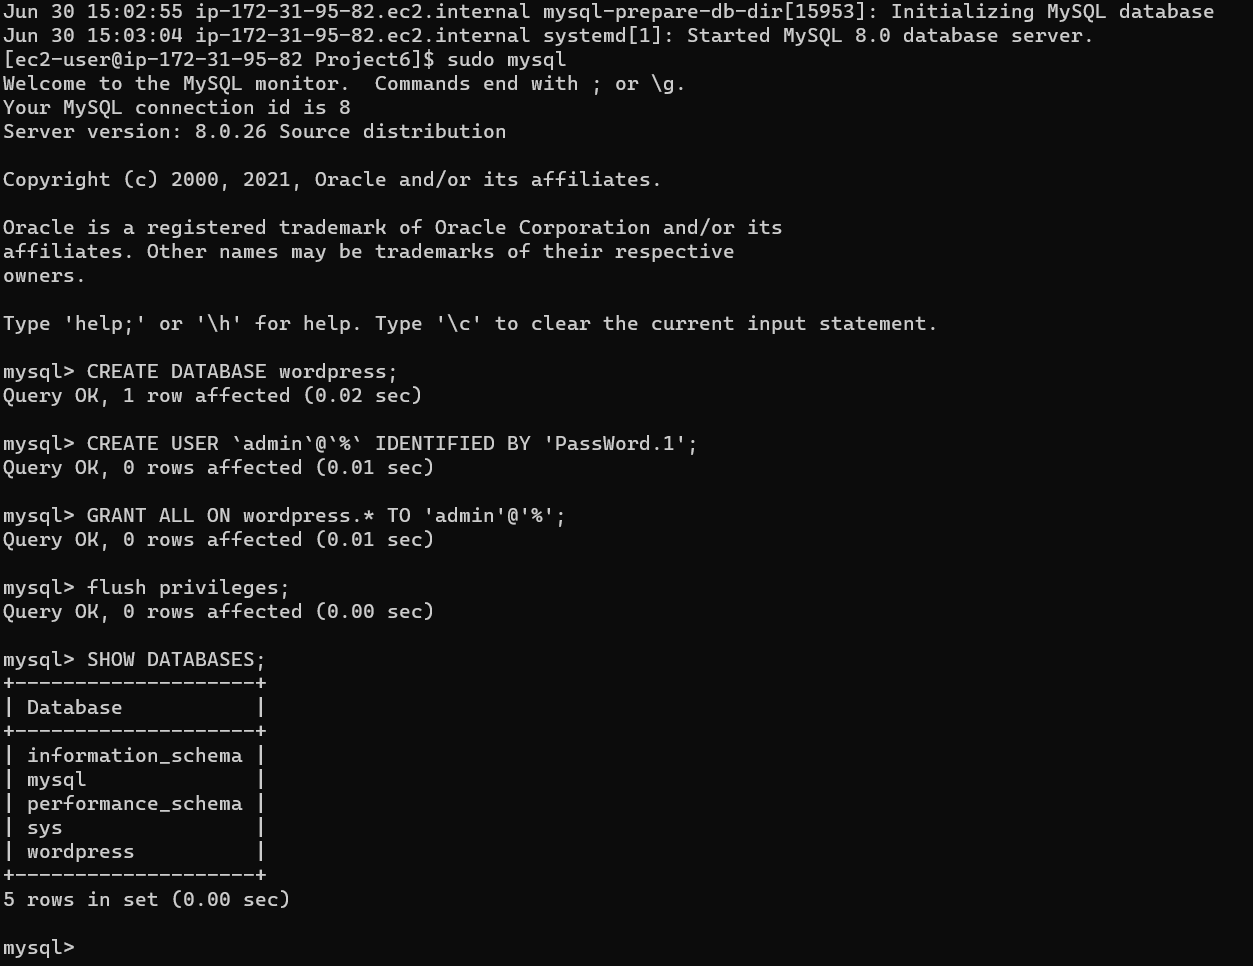 Jun 30 15:02:55 ip-172-31-95-82.ec2.internal mysql-prepare-db-dir[15953]: Initializing MySQL database
Jun 30 15:03:04 ip-172-31-95-82.ec2.internal systemd[1]: Started MySQL 8.0 database server.
[ec2-user@ip-172-31-95-82 Project6]$ sudo mysql
Welcome to the MySQL monitor.  Commands end with ; or \g.
Your MySQL connection id is 8
Server version: 8.0.26 Source distribution

Copyright (c) 2000, 2021, Oracle and/or its affiliates.

Oracle is a registered trademark of Oracle Corporation and/or its
affiliates. Other names may be trademarks of their respective
owners.

Type 'help;' or '\h' for help. Type '\c' to clear the current input statement.

mysql> CREATE DATABASE wordpress;
Query OK, 1 row affected (0.02 sec)

mysql> CREATE USER `admin`@`%` IDENTIFIED BY 'PassWord.1';
Query OK, 0 rows affected (0.01 sec)

mysql> GRANT ALL ON wordpress.* TO 'admin'@'%';
Query OK, 0 rows affected (0.01 sec)

mysql> flush privileges;
Query OK, 0 rows affected (0.00 sec)

mysql> SHOW DATABASES;
+--------------------+
| Database           |
+--------------------+
| information_schema |
| mysql              |
| performance_schema |
| sys                |
| wordpress          |
+--------------------+
5 rows in set (0.00 sec)

mysql>